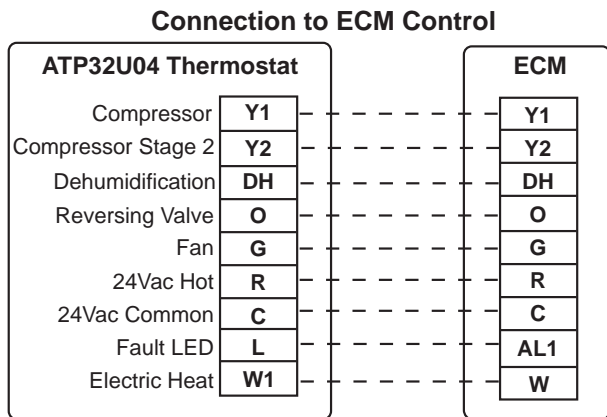 Connection to ECM Control
ATP32U04 Thermostat ECM
Compressor Y1 Y1
Compressor Stage 2 Y2 Y2
Dehumidification DH DH
Reversing Valve O O
Fan G G
24Vac Hot R R
24Vac Common C C
Fault LED L AL1
Electric Heat W1 W